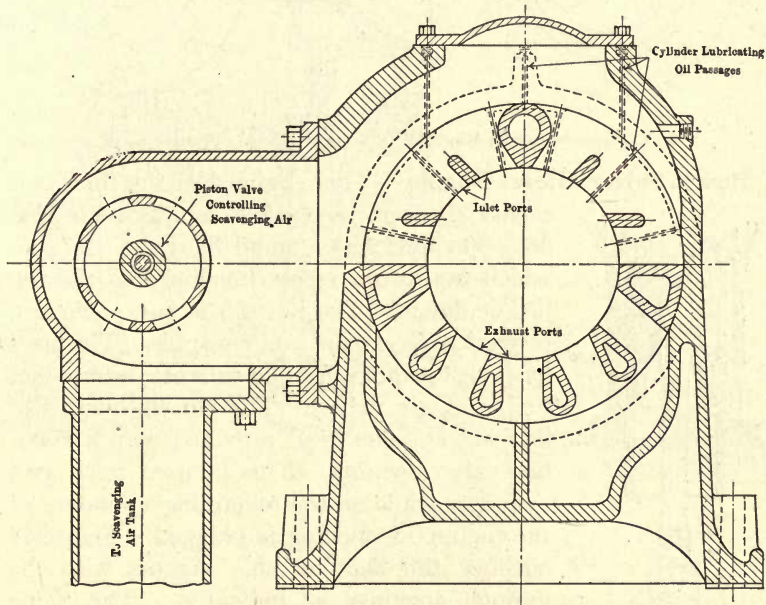 Cylinder Lubricating
Oil Passages
Piston Valve
Controlling
Scavenging Air
Inlet Ports
Exhaust Ports
To Scavenging
Air Tank